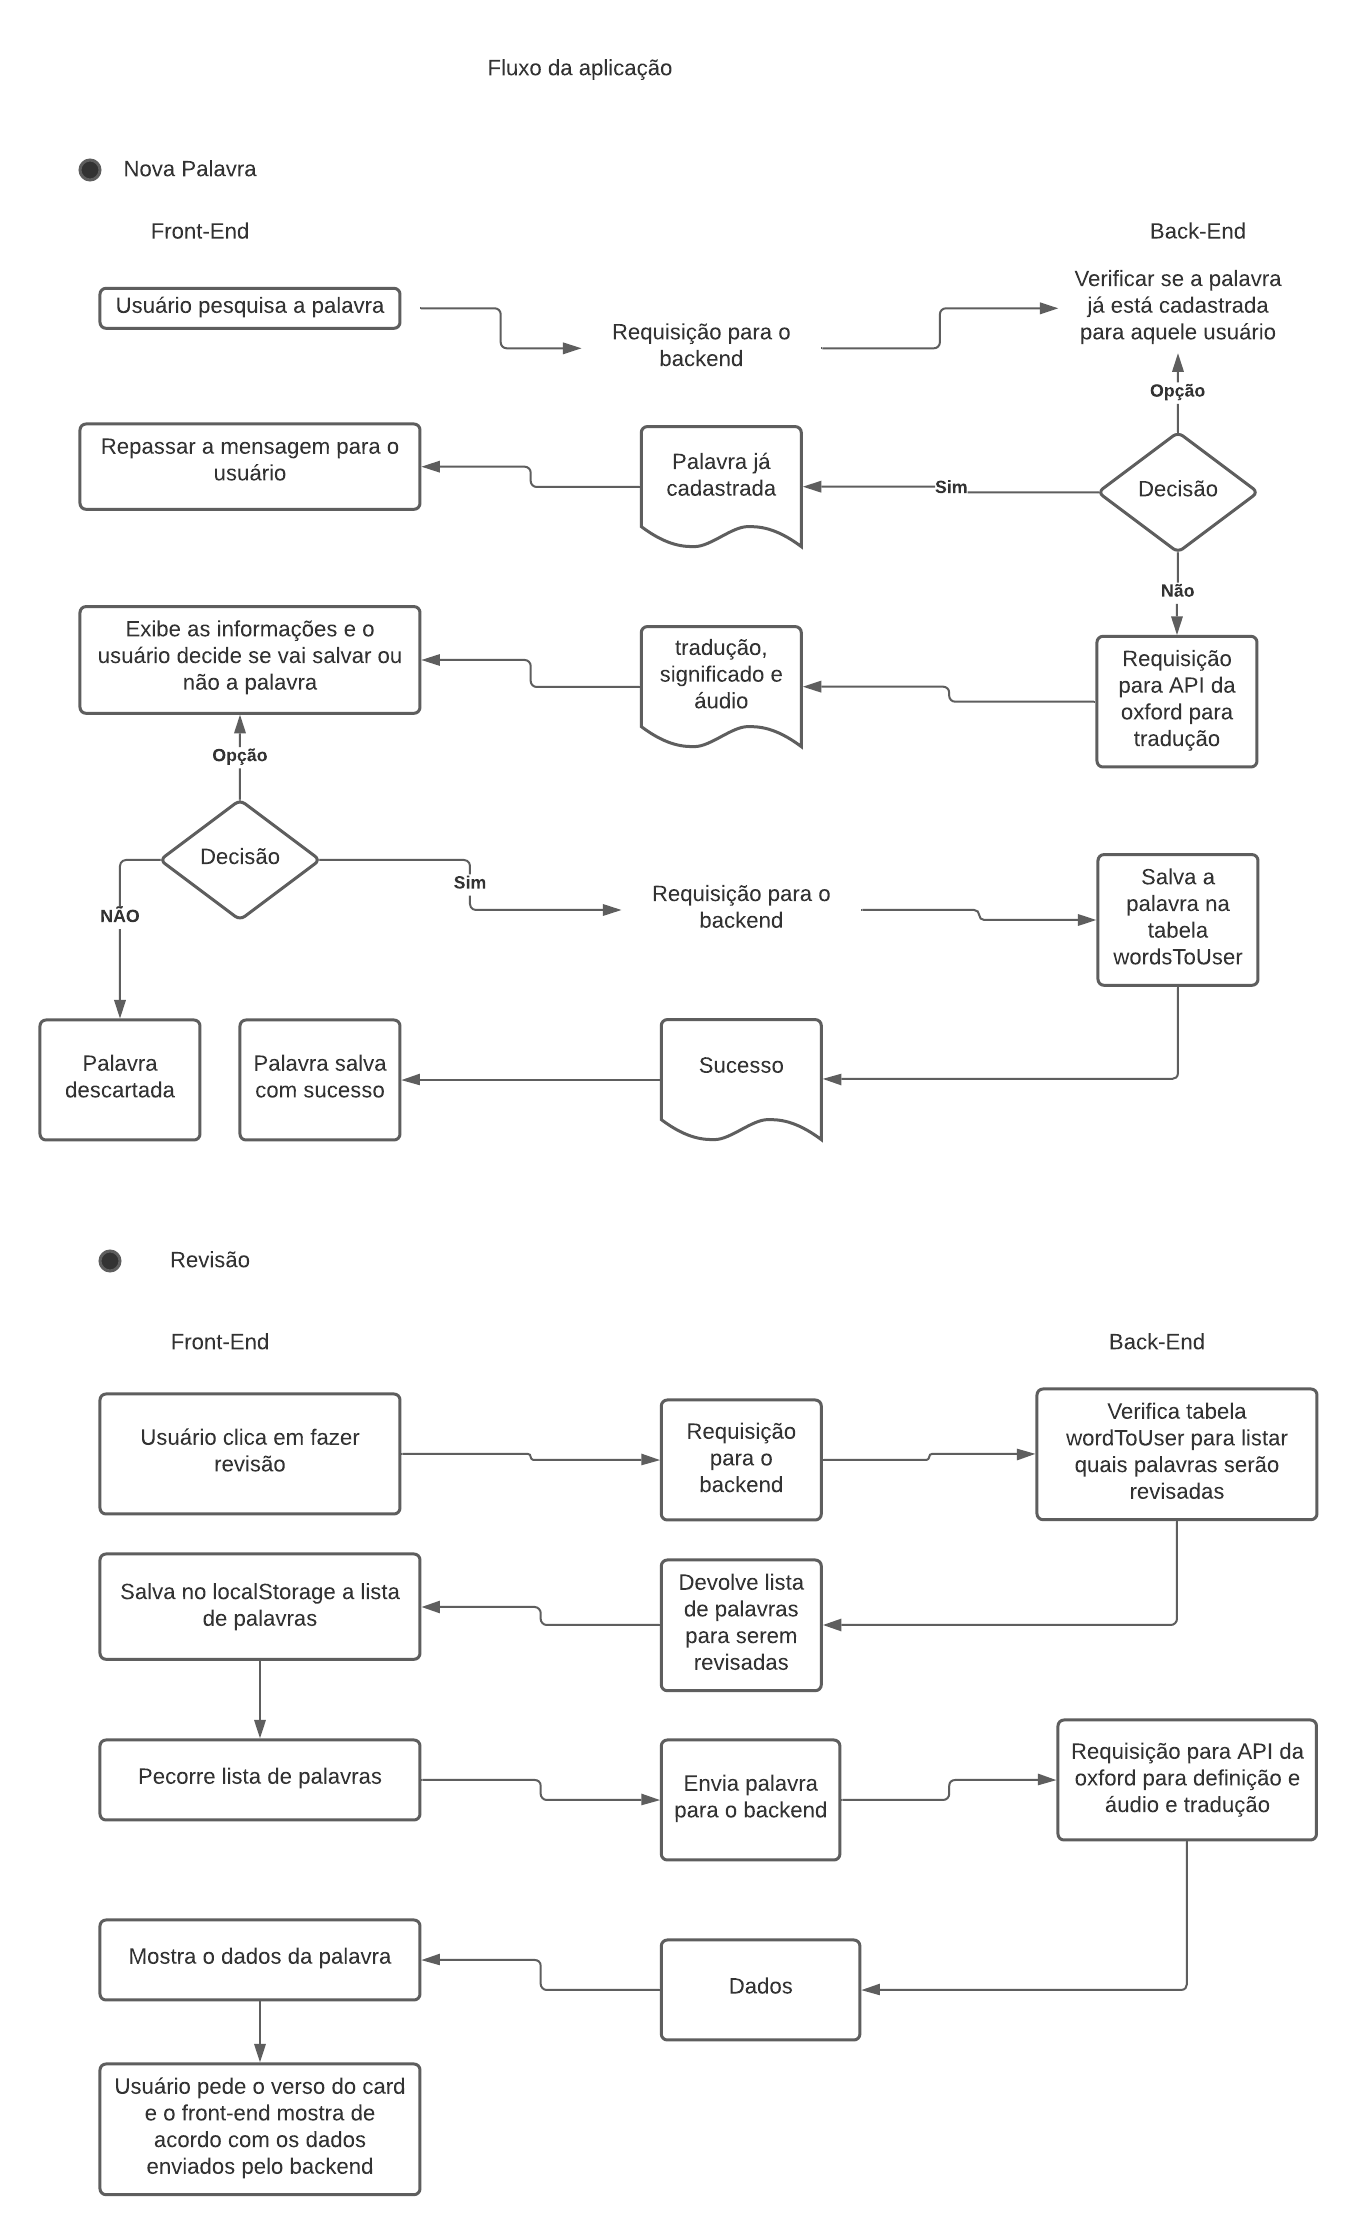 Fluxo da aplicação
Nova Palavra
Front-End
Back-End
Usuário pesquisa a palavra
Requisição para o
backend
Verificar se a palavra
já está cadastrada
para aquele usuário
Opção
Repassar a mensagem para o
usuário
Palavra já
cadastrada
Sim
Decisão
Não
Exibe as informações e o
usuário decide se vai salvar ou
não a palavra
tradução,
significado e
áudio
Requisição
para API da
oxford para
tradução
Opção
Decisão
NÃO
Sim
Requisição para o
backend
Salva a
palavra na
tabela
wordsToUser
Palavra
descartada
Palavra salva
com sucesso
Sucesso
Revisão
Front-End
Back-End
Usuário clica em fazer
revisão
Requisição
para o
backend
Verifica tabela
wordToUser para listar
quais palavras serão
revisadas
Salva no localStorage a lista
de palavras
Devolve lista
de palavras
para serem
revisadas
Pecorre lista de palavras
Envia palavra
para o backend
Requisição para API da
oxford para definição e
áudio e tradução
Mostra o dados da palavra
Dados
Usuário pede o verso do card
e o front-end mostra de
acordo com os dados
enviados pelo backend